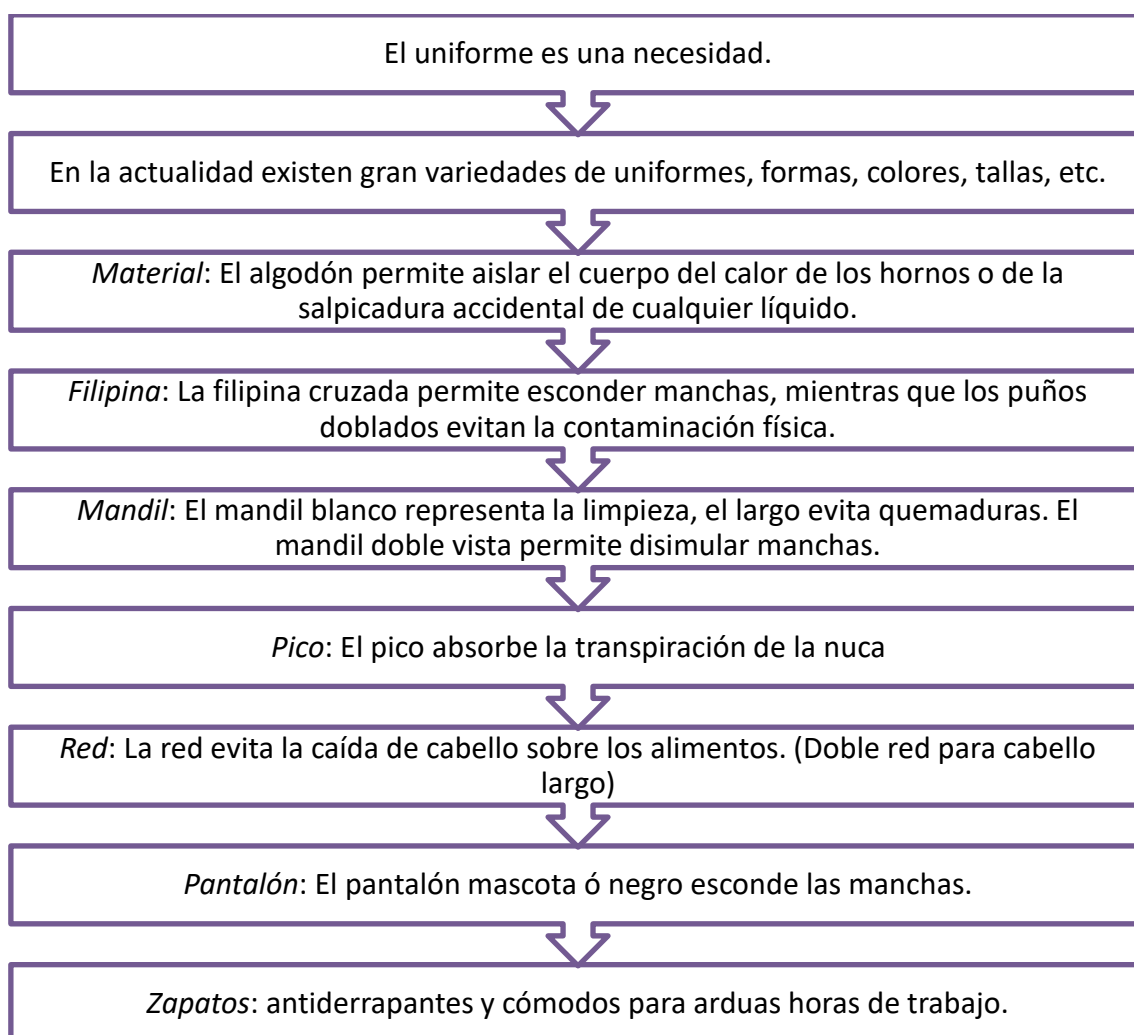 El uniforme es una necesidad.
En la actualidad existen gran variedades de uniformes, formas, colores, tallas, etc.
Material: El algodón permite aislar el cuerpo del calor de los hornos o de la
salpicadura accidental de cualquier líquido.
Filipina: La filipina cruzada permite esconder manchas, mientras que los puños
doblados evitan la contaminación física.
Mandil: El mandil blanco representa la limpieza, el largo evita quemaduras. El
mandil doble vista permite disimular manchas.
Pico: El pico absorbe la transpiración de la nuca
Red: La red evita la caída de cabello sobre los alimentos. (Doble red para cabello
largo)
Pantalón: El pantalón mascota ó negro esconde las manchas.
Zapatos: antiderrapantes y cómodos para arduas horas de trabajo.